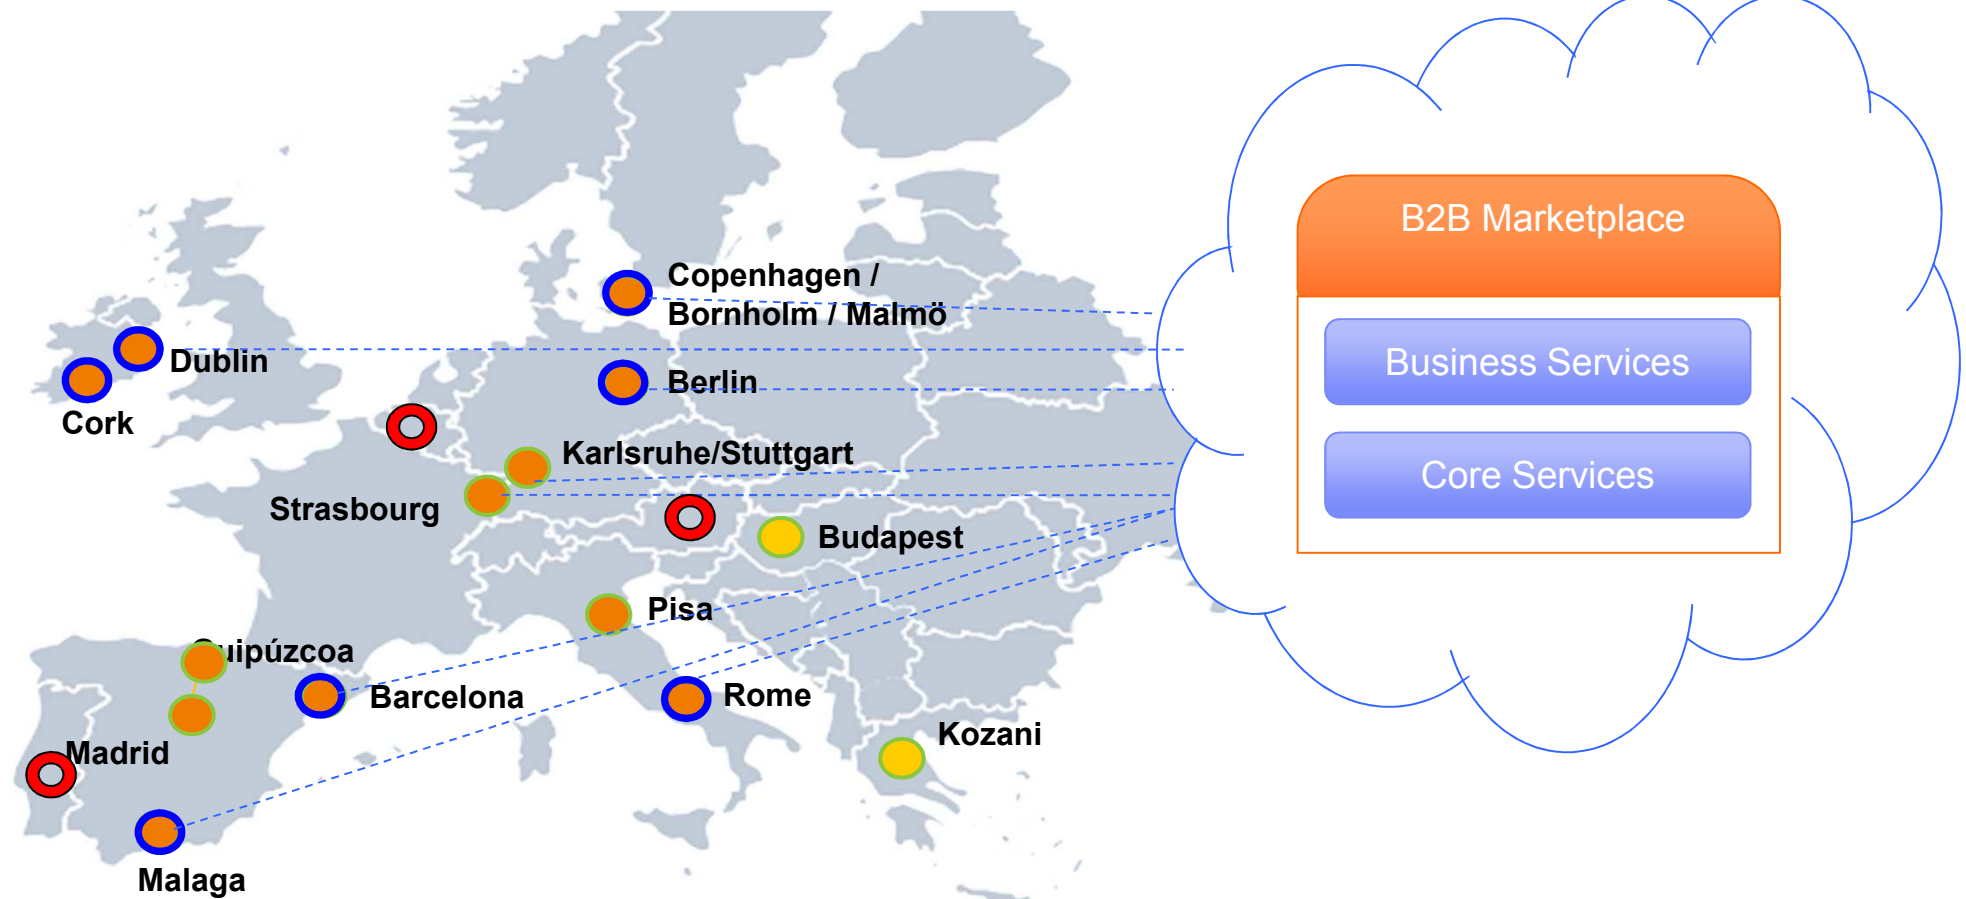 B2B Marketplace
Copenhagen /
Bornholm / Malmö
Business Services
Dublin
Berlin
Cork
Karlsruhe/Stuttgart
Core Services
Strasbourg
Budapest
Pisa
Guipúzcoa
Barcelona
Rome
Kozani
Madrid
Malaga